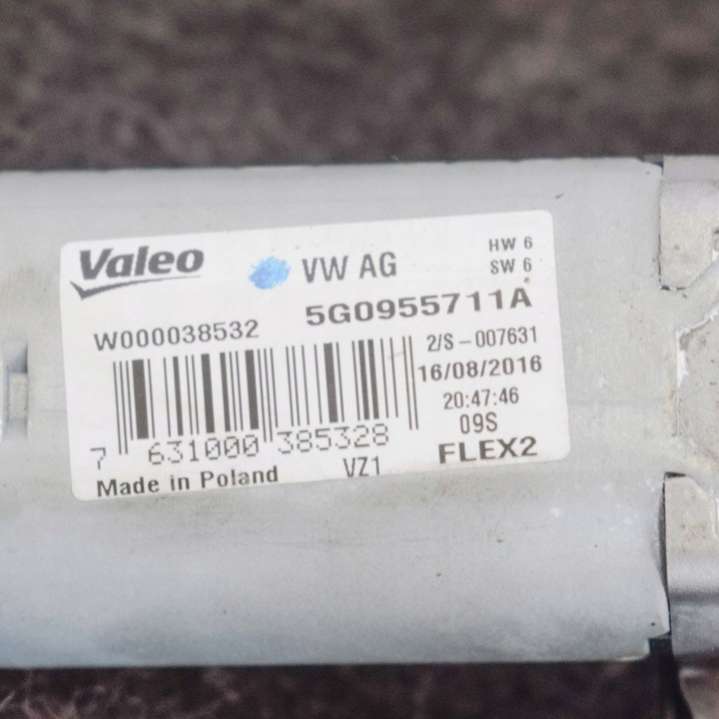 Valeo VW AG HW 6
SW 6
5G0955711A
W000038532 2/S-007631
16/08/2016
20:47:46
09S
7 631000 385328 FLEX2
Made in Poland VZ1